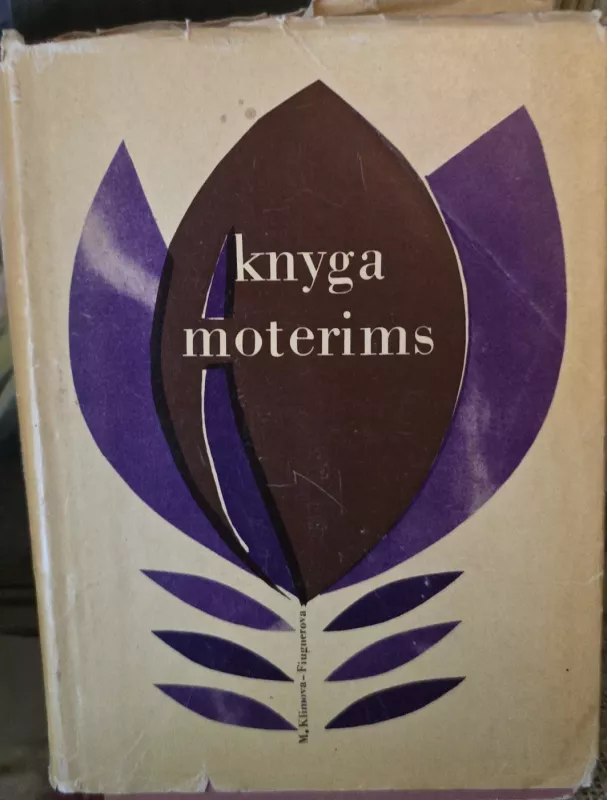 knyga
moterims
M. Klimova-Fiugnerova